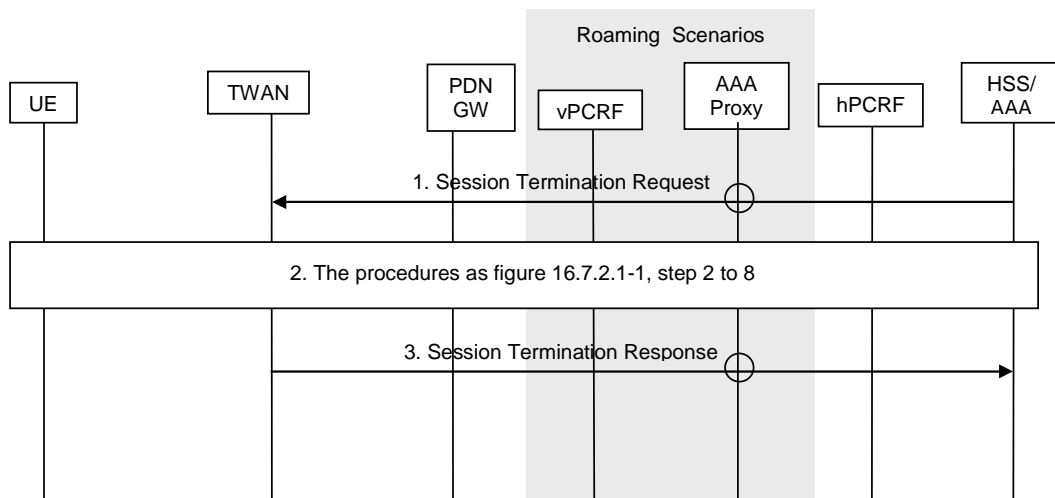 Roaming Scenarios
UE
TWAN
PDN
GW
vPCRF
AAA
Proxy
hPCRF
HSS/
AAA
1. Session Termination Request
2. The procedures as figure 16.7.2.1-1, step 2 to 8
3. Session Termination Response